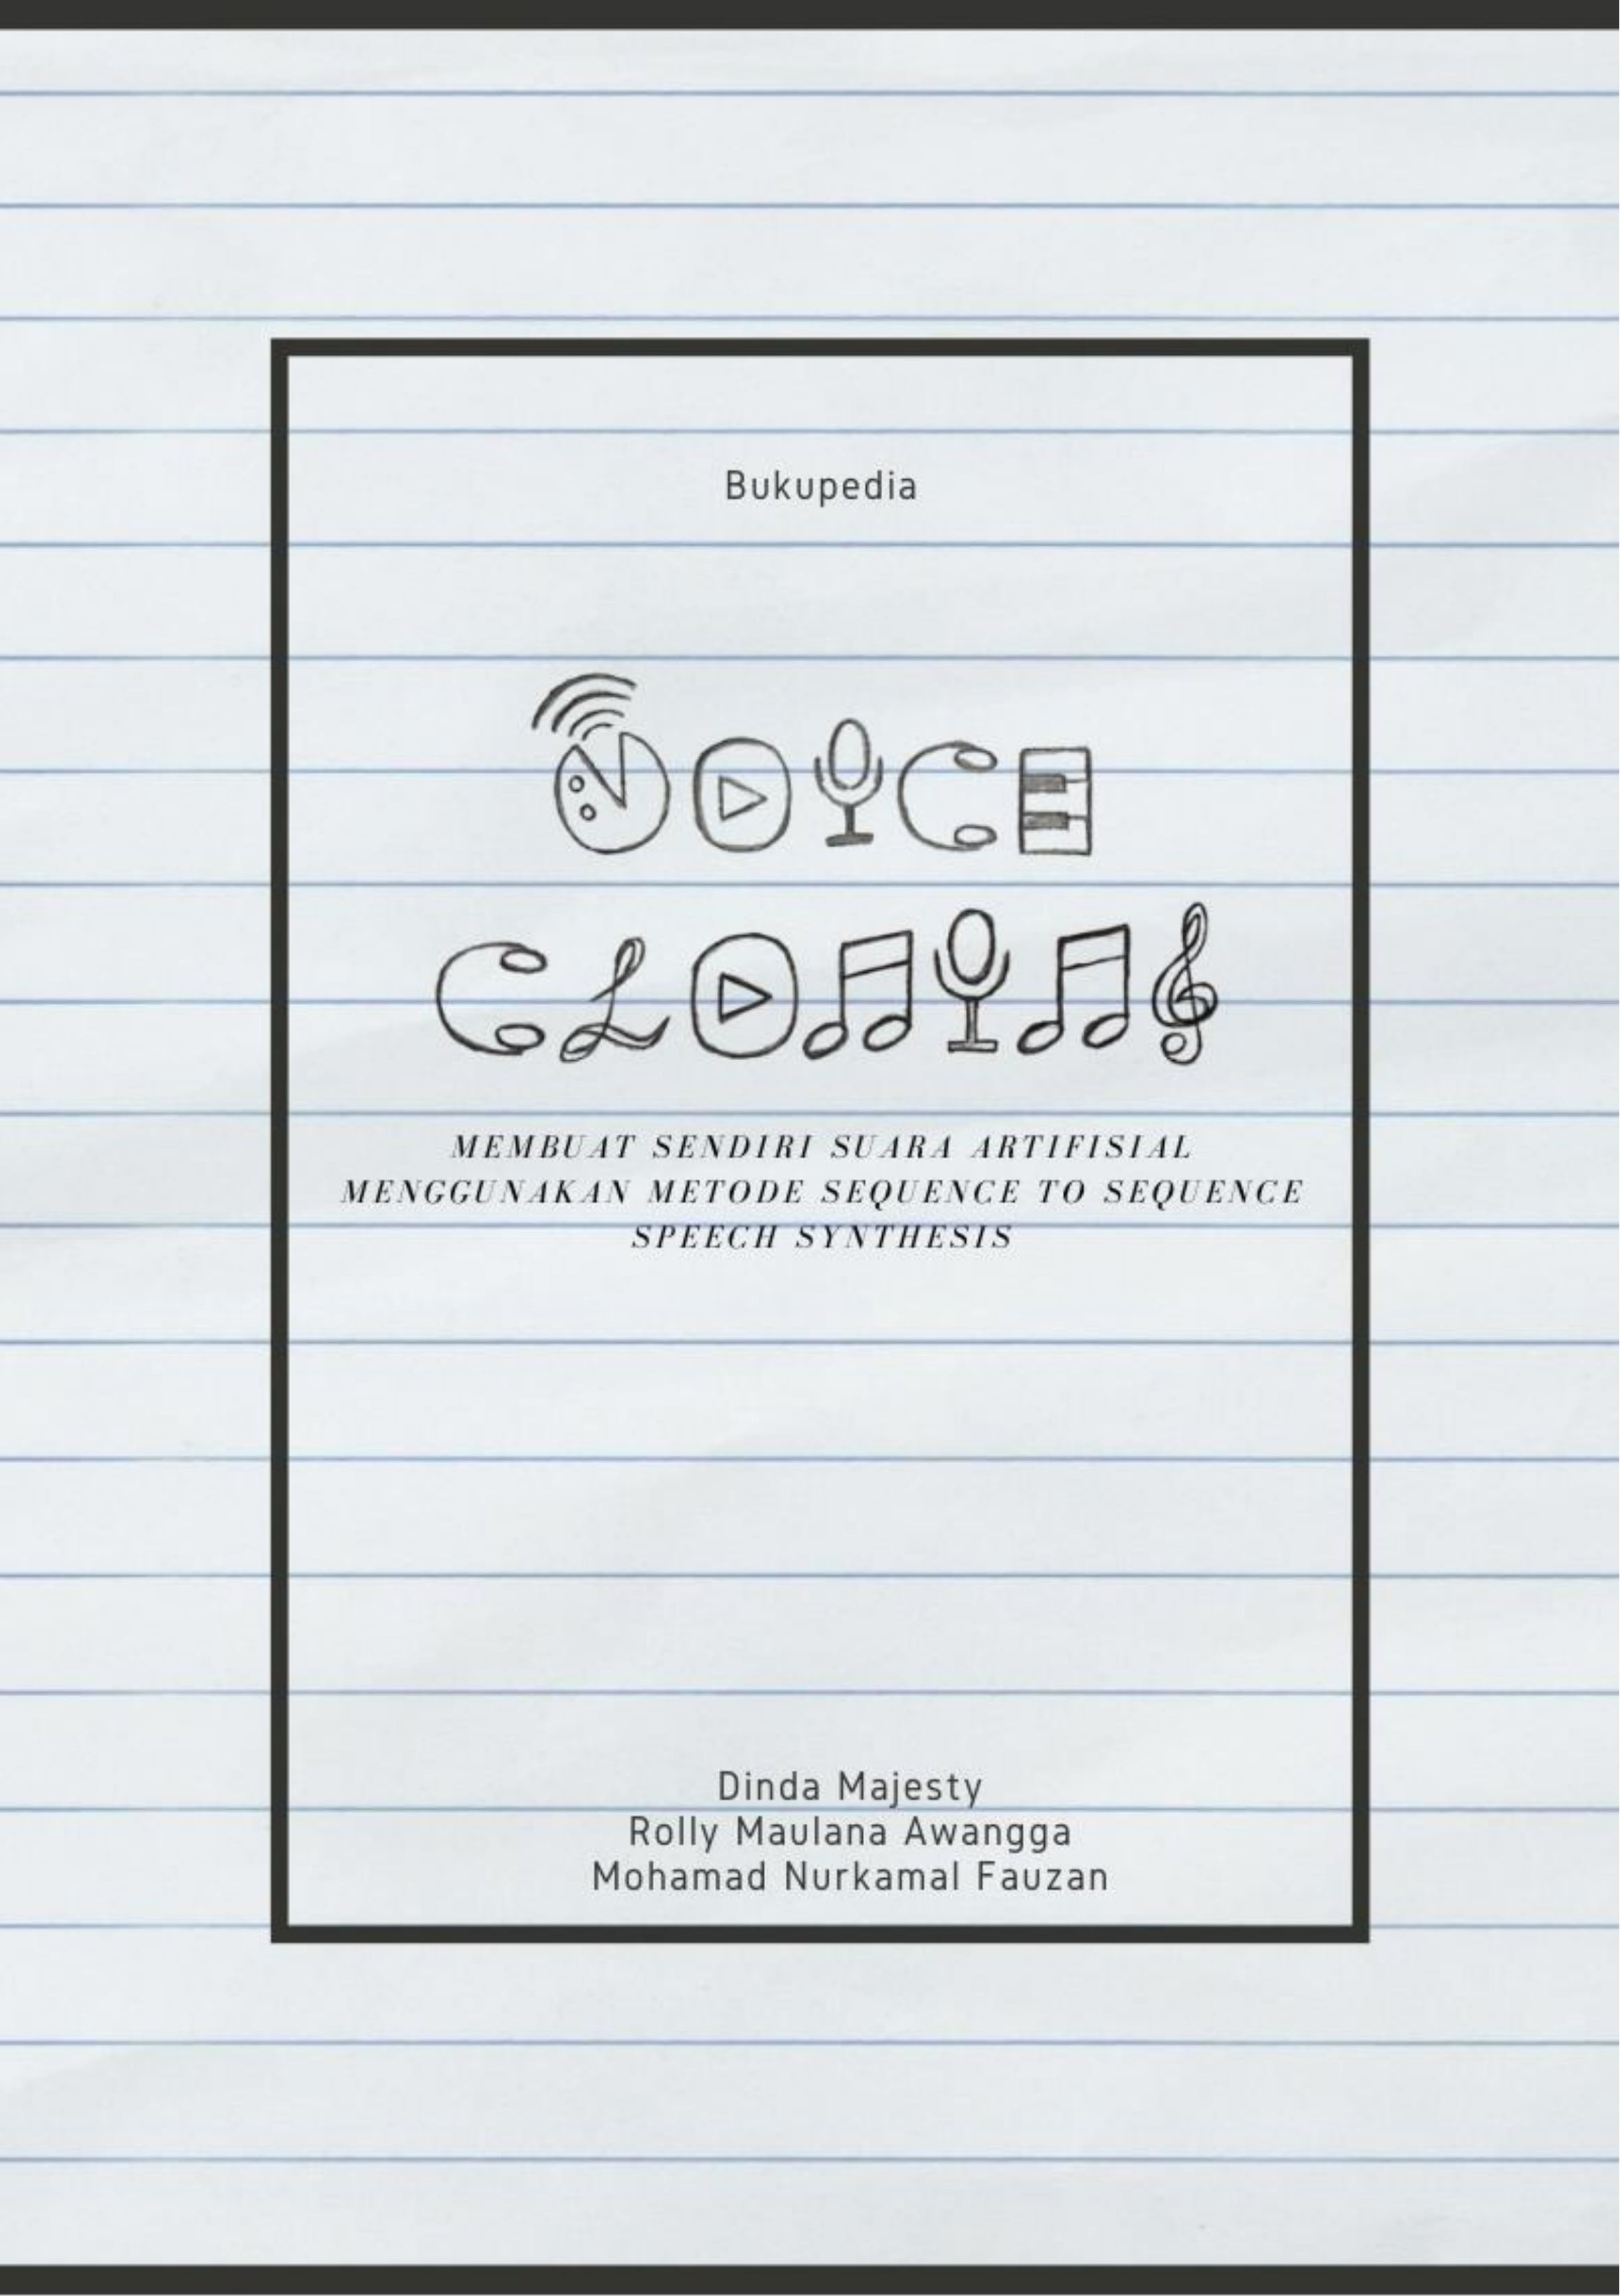 Bukupedia
VOICE
CLONING
MEMBUAT SENDIRI SUARA ARTIFISIAL
MENGGUNAKAN METODE SEQUENCE TO SEQUENCE
SPEECH SYNTHESIS
Dinda Majesty
Rolly Maulana Awangga
Mohamad Nurkamal Fauzan